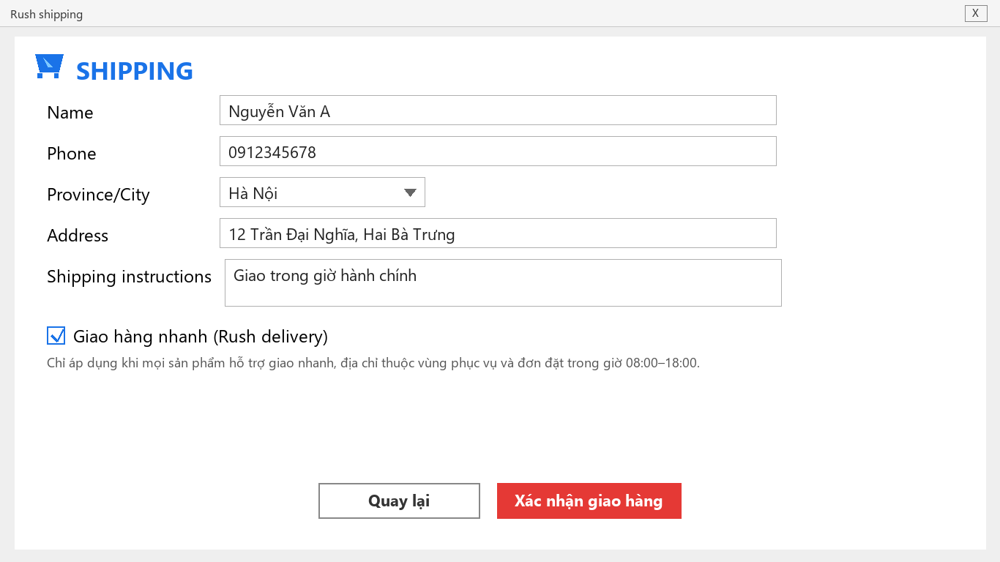 Rush shipping
X
SHIPPING
Name
Nguyễn Văn A
Phone
0912345678
Province/City
Hà Nội
Address
12 Trần Đại Nghĩa, Hai Bà Trưng
Shipping instructions
Giao trong giờ hành chính
Giao hàng nhanh (Rush delivery)
Chỉ áp dụng khi mọi sản phẩm hỗ trợ giao nhanh, địa chỉ thuộc vùng phục vụ và đơn đặt trong giờ 08:00–18:00.
Quay lại
Xác nhận giao hàng